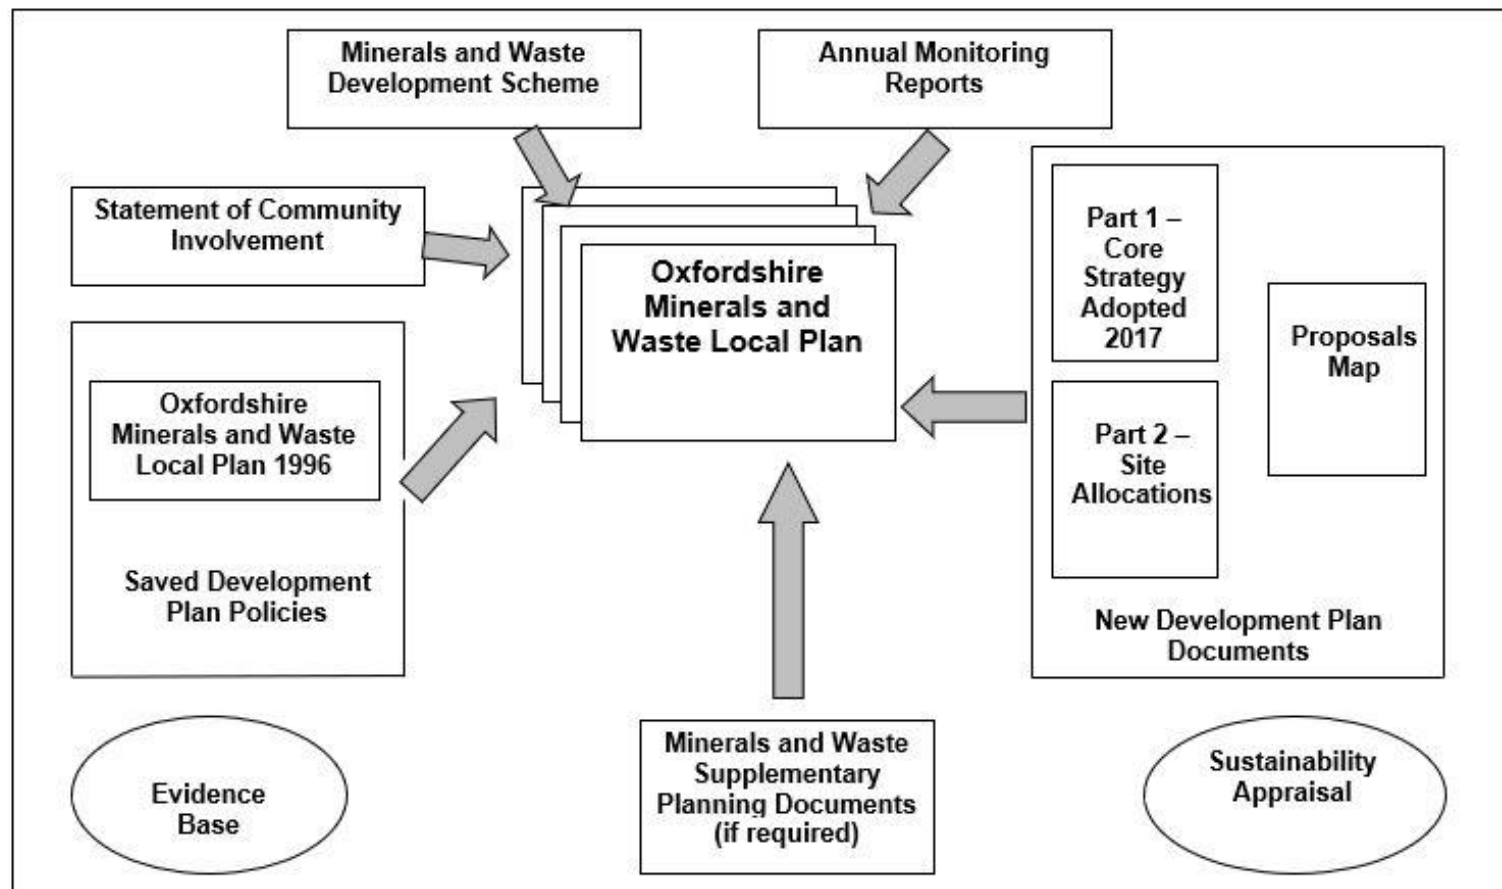 Minerals and Waste
Development Scheme
Annual Monitoring
Reports
Statement of Community
Involvement
Oxfordshire
Minerals and
Waste Local Plan
Part 1 –
Core
Strategy
Adopted
2017
Proposals
Map
Oxfordshire
Minerals and Waste
Local Plan 1996
Part 2 –
Site
Allocations
Saved Development
Plan Policies
New Development Plan
Documents
Evidence
Base
Minerals and Waste
Supplementary
Planning Documents
(if required)
Sustainability
Appraisal